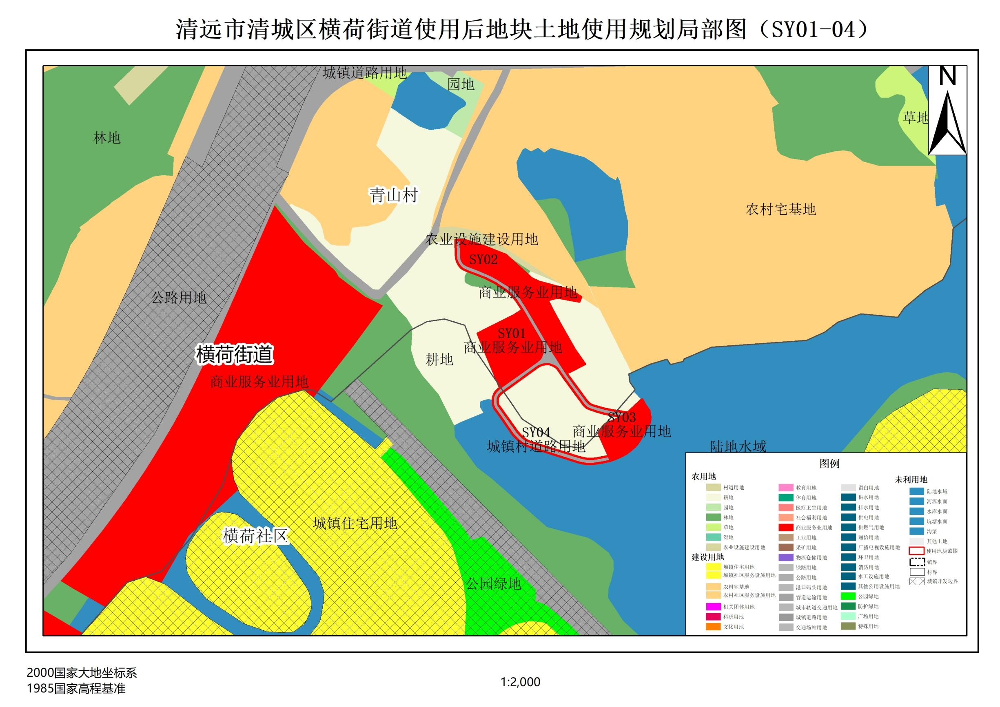 清远市清城区横荷街道使用后地块土地使用规划局部图（SY01-04）
城镇道路用地
园地
N
草地
林地
青山村
农村宅基地
农业设施建设用地
SY02
商业服务业用地
公路用地
SY01
商业服务业用地
横荷街道
耕地
商业服务业用地
SY03
商业服务业用地
SY04
城镇村道路用地
陆地水域
城镇住宅用地
横荷社区
公园绿地
图例
农用地
村道用地
耕地
园地
林地
草地
湿地
农业设施建设用地
建设用地
城镇住宅用地
城镇社区服务设施用地
农村宅基地
农村社区服务设施用地
机关团体用地
科研用地
文化用地
教育用地
体育用地
医疗卫生用地
社会福利用地
商业服务业用地
工业用地
采矿用地
物流仓储用地
铁路用地
公路用地
港口码头用地
管道运输用地
城市轨道交通用地
城镇道路用地
交通场站用地
留白用地
供水用地
排水用地
供电用地
供燃气用地
通信用地
广播电视设施用地
环卫用地
消防用地
水工设施用地
其他公用设施用地
公园绿地
防护绿地
广场用地
特殊用地
未利用地
陆地水域
河流水面
水库水面
坑塘水面
沟渠
其他土地
使用地块范围
镇界
村界
城镇开发边界
2000国家大地坐标系
1985国家高程基准
1:2,000